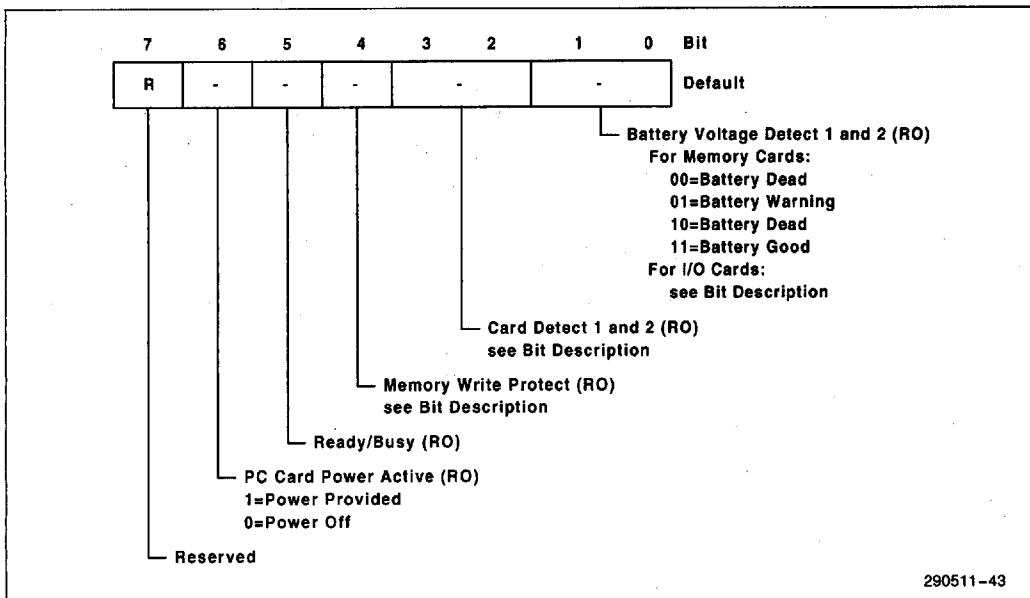 7 6 5 4 3 2 1 0 Bit
R - - - - - Default
Battery Voltage Detect 1 and 2 (RO)
For Memory Cards:
00=Battery Dead
01=Battery Warning
10=Battery Dead
11=Battery Good
For I/O Cards:
see Bit Description
Card Detect 1 and 2 (RO)
see Bit Description
Memory Write Protect (RO)
see Bit Description
Ready/Busy (RO)
PC Card Power Active (RO)
1=Power Provided
0=Power Off
Reserved
290511-43